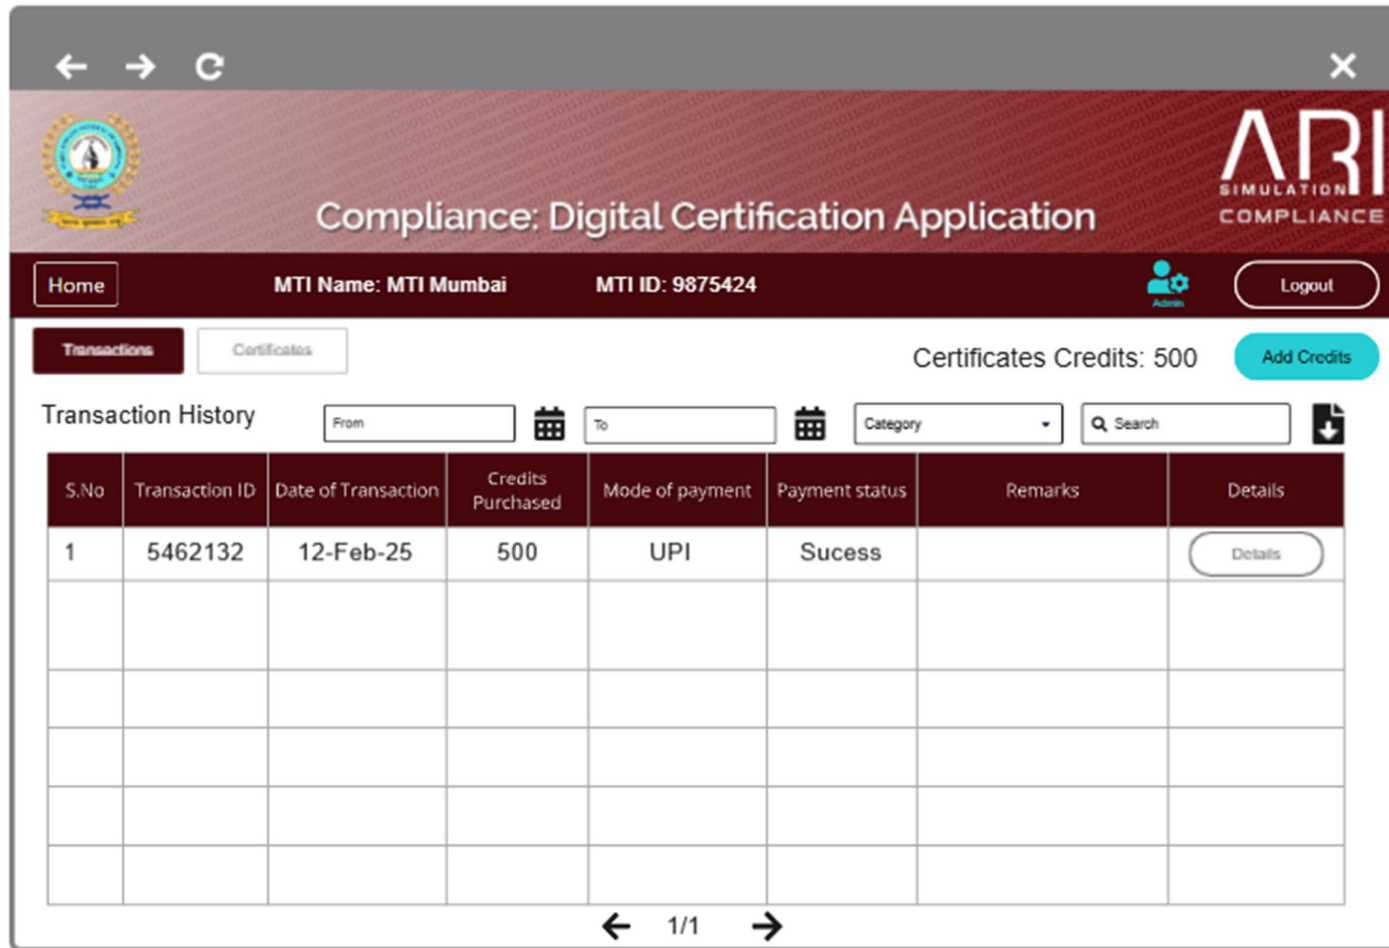 ARI
SIMULATION
COMPLIANCE
Compliance: Digital Certification Application
Home
MTI Name: MTI Mumbai
MTI ID: 9875424
Admin
Logout
Transactions
Certificates
Certificates Credits: 500
Add Credits
Transaction History
From
To
Category
Search
S.No
Transaction ID
Date of Transaction
Credits
Purchased
Mode of payment
Payment status
Remarks
Details
1
5462132
12-Feb-25
500
UPI
Sucess
Details
1/1